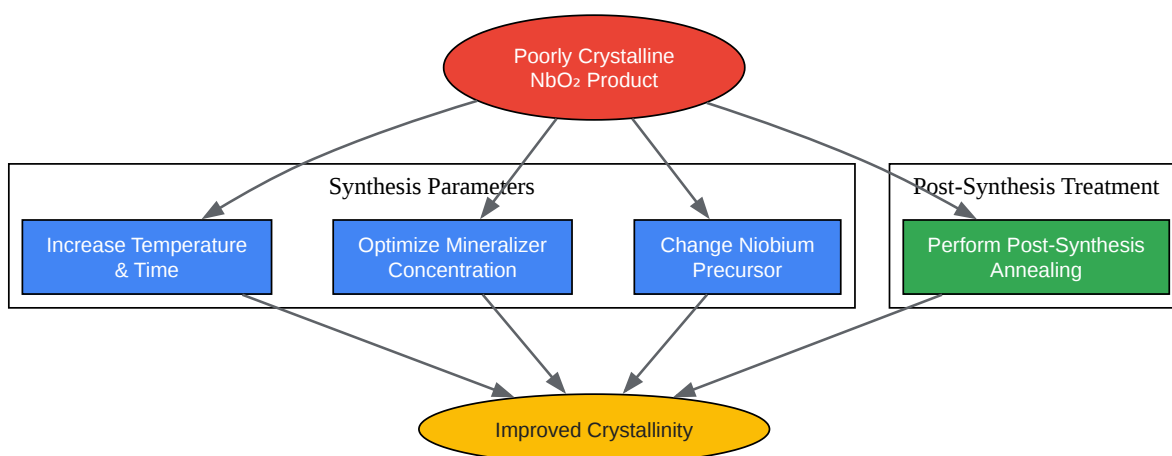 Poorly Crystalline
NbO₂ Product
Synthesis Parameters
Post-Synthesis Treatment
Increase Temperature
& Time
Optimize Mineralizer
Concentration
Change Niobium
Precursor
Perform Post-Synthesis
Annealing
Improved Crystallinity